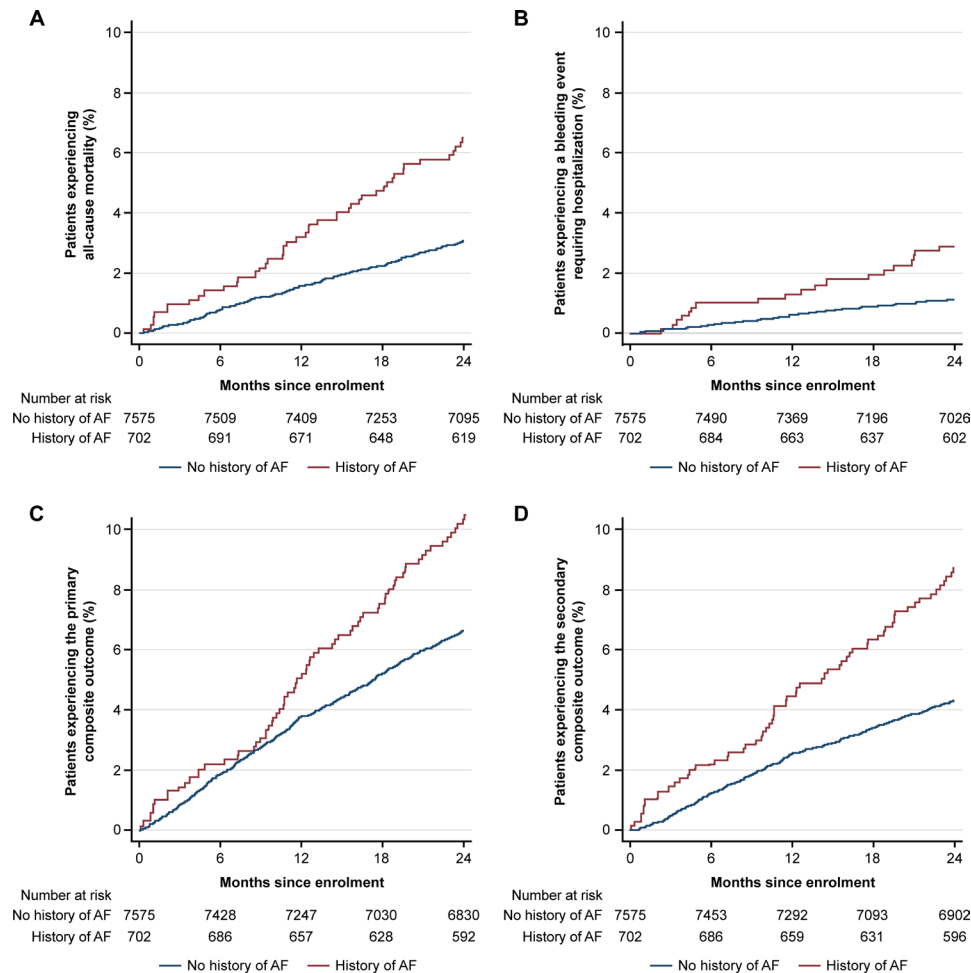 A
Patients experiencing
all-cause mortality (%)
10
8
6
4
2
0
0 6 12 18 24
Months since enrolment
Number at risk
No history of AF 7575 7509 7409 7253 7095
History of AF 702 691 671 648 619
No history of AF History of AF
B
Patients experiencing a bleeding event
requiring hospitalization (%)
10
8
6
4
2
0
0 6 12 18 24
Months since enrolment
Number at risk
No history of AF 7575 7490 7369 7196 7026
History of AF 702 684 663 637 602
No history of AF History of AF
C
Patients experiencing the primary
composite outcome (%)
10
8
6
4
2
0
0 6 12 18 24
Months since enrolment
Number at risk
No history of AF 7575 7428 7247 7030 6830
History of AF 702 686 657 628 592
No history of AF History of AF
D
Patients experiencing the secondary
composite outcome (%)
10
8
6
4
2
0
0 6 12 18 24
Months since enrolment
Number at risk
No history of AF 7575 7453 7292 7093 6902
History of AF 702 686 659 631 596
No history of AF History of AF